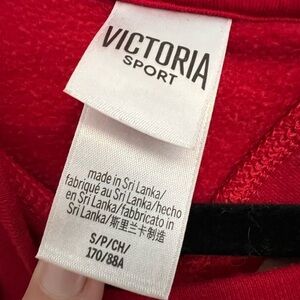 VICTORIA
SPORT
made in Sri Lanka/
fabriqué au Sri Lanka/hecho
en Sri Lanka/fabbricato in
Sri Lanka/斯里兰卡制造
S/P/CH/
170/88A